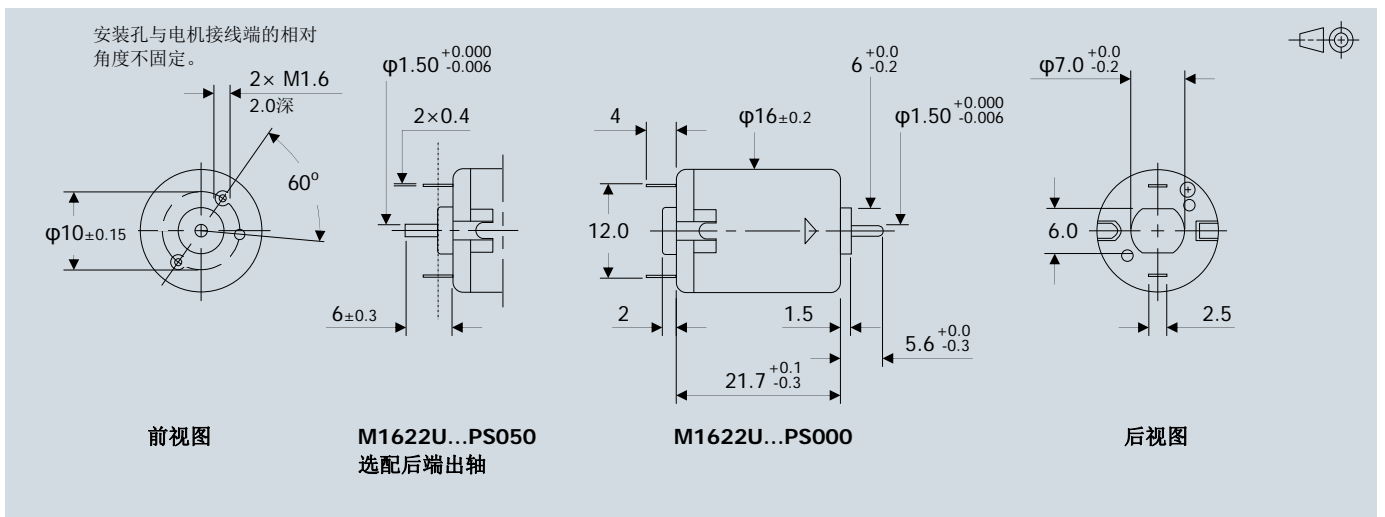 安装孔与电机接线端的相对
角度不固定。
2× M1.6
2.0深
60°
φ10±0.15
前视图
φ1.50 +0.000 -0.006
2×0.4
6±0.3
M1622U...PS050
选配后端出轴
4
φ16±0.2
6 +0.0 -0.2
φ1.50 +0.000 -0.006
12.0
2
1.5
5.6 +0.0 -0.3
21.7 +0.1 -0.3
M1622U...PS000
φ7.0 +0.0 -0.2
6.0
2.5
后视图